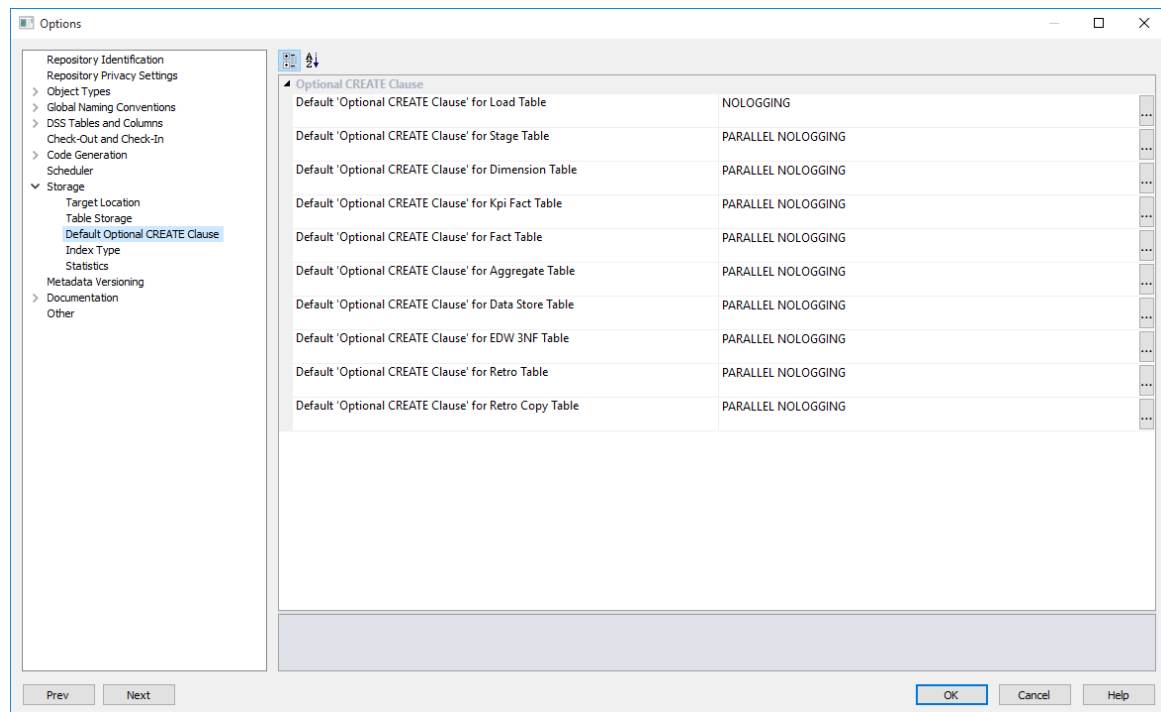 Options
Repository Identification
Repository Privacy Settings
Object Types
Global Naming Conventions
DSS Tables and Columns
Check-Out and Check-In
Code Generation
Scheduler
Storage
Target Location
Table Storage
Default Optional CREATE Clause
Index Type
Statistics
Metadata Versioning
Documentation
Other
Optional CREATE Clause
Default 'Optional CREATE Clause' for Load Table NOLOGGING ...
Default 'Optional CREATE Clause' for Stage Table PARALLEL NOLOGGING ...
Default 'Optional CREATE Clause' for Dimension Table PARALLEL NOLOGGING ...
Default 'Optional CREATE Clause' for Kpi Fact Table PARALLEL NOLOGGING ...
Default 'Optional CREATE Clause' for Fact Table PARALLEL NOLOGGING ...
Default 'Optional CREATE Clause' for Aggregate Table PARALLEL NOLOGGING ...
Default 'Optional CREATE Clause' for Data Store Table PARALLEL NOLOGGING ...
Default 'Optional CREATE Clause' for EDW 3NF Table PARALLEL NOLOGGING ...
Default 'Optional CREATE Clause' for Retro Table PARALLEL NOLOGGING ...
Default 'Optional CREATE Clause' for Retro Copy Table PARALLEL NOLOGGING ...
Prev Next OK Cancel Help